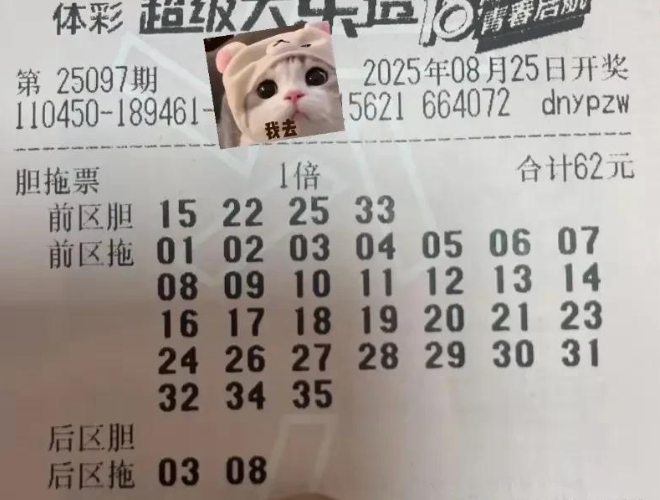 体彩 超级大乐透 青春启航
第 25097期 2025年08月25日开奖
110450-189461- 5621 664072 dnypzw
我去
胆拖票 1倍 合计62元
前区胆 15 22 25 33
前区拖 01 02 03 04 05 06 07
08 09 10 11 12 13 14
16 17 18 19 20 21 23
24 26 27 28 29 30 31
32 34 35
后区胆
后区拖 03 08